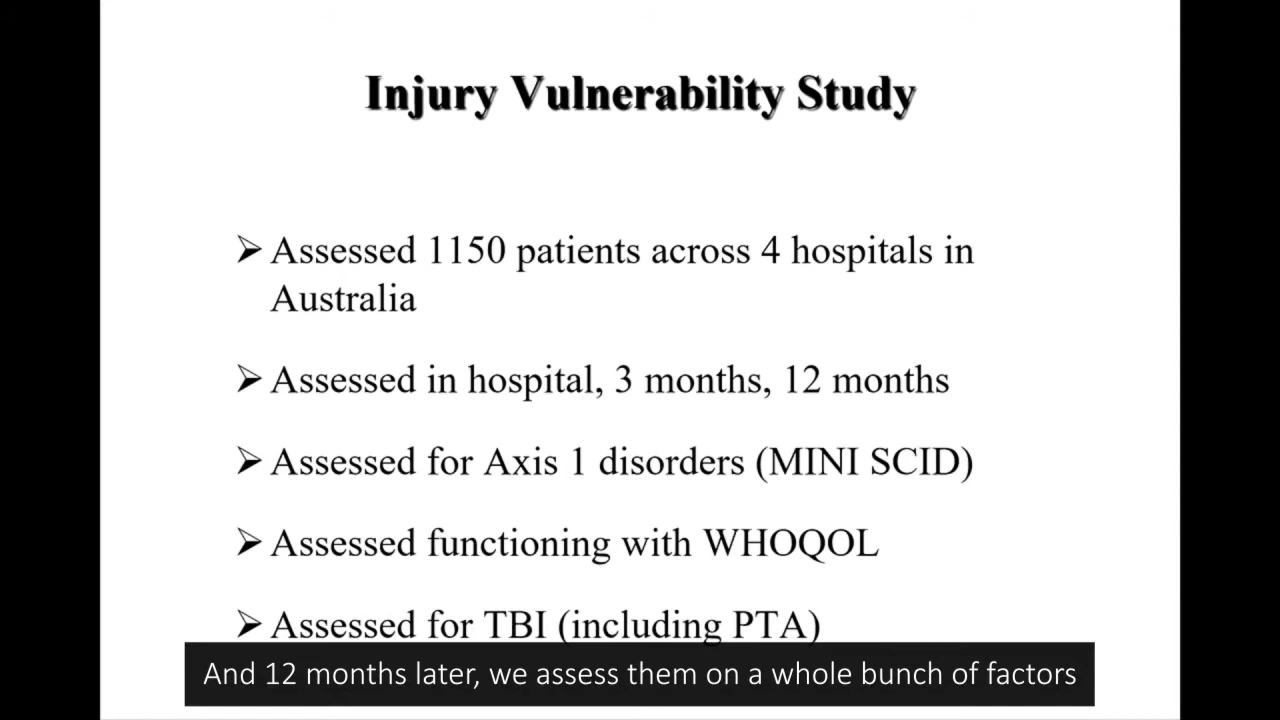 Injury Vulnerability Study
➢ Assessed 1150 patients across 4 hospitals in
Australia
➢ Assessed in hospital, 3 months, 12 months
➢ Assessed for Axis 1 disorders (MINI SCID)
➢ Assessed functioning with WHOQOL
➢ Assessed for TBI (including PTA)
And 12 months later, we assess them on a whole bunch of factors